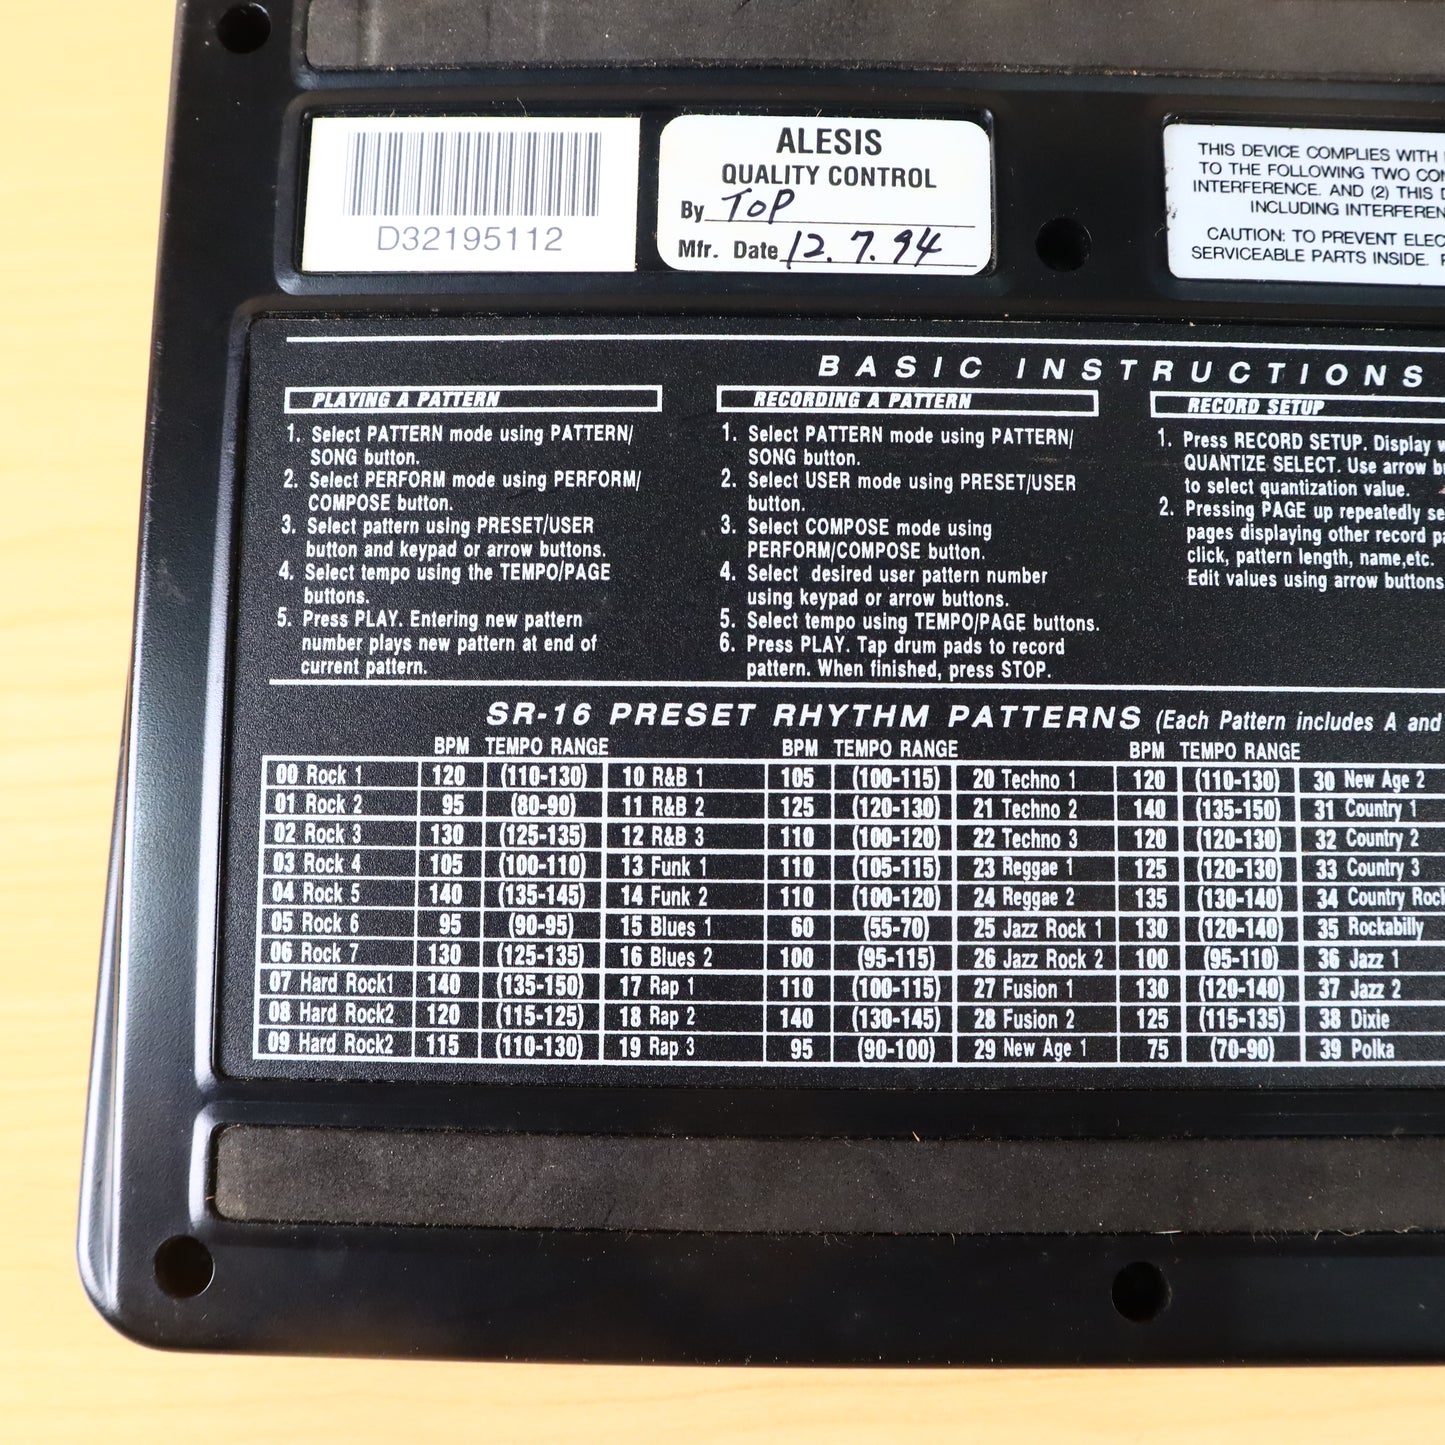 D32195112
ALESIS
QUALITY CONTROL
By TOP
Mfr. Date 12.7.94
THIS DEVICE COMPLIES WITH
TO THE FOLLOWING TWO
INTERFERENCE. AND (2) THIS
INCLUDING
CAUTION: TO PREVENT
SERVICEABLE PARTS INSIDE.
BASIC INSTRUCTIONS
PLAYING A PATTERN
1. Select PATTERN mode using PATTERN/
SONG button.
2. Select PERFORM mode using PERFORM/
COMPOSE button.
3. Select pattern using PRESET/USER
button and keypad or arrow buttons.
4. Select tempo using the TEMPO/PAGE
buttons.
5. Press PLAY. Entering new pattern
number plays new pattern at end of
current pattern.
RECORDING A PATTERN
1. Select PATTERN mode using PATTERN/
SONG button.
2. Select USER mode using PRESET/USER
button.
3. Select COMPOSE mode using
PERFORM/COMPOSE button.
4. Select desired user pattern number
using keypad or arrow buttons.
5. Select tempo using TEMPO/PAGE buttons.
6. Press PLAY. Tap drum pads to record
pattern. When finished, press STOP.
RECORD SETUP
1. Press RECORD SETUP. Display
QUANTIZE SELECT. Use arrow
to select quantization value.
2. Pressing PAGE up repeatedly
pages displaying other record
click, pattern length, name,etc.
Edit values using arrow buttons
SR-16 PRESET RHYTHM PATTERNS (Each Pattern includes A and
BPM TEMPO RANGE BPM TEMPO RANGE BPM TEMPO RANGE
00 Rock 1 120 (110-130) 10 R&B 1 105 (100-115) 20 Techno 1 120 (110-130) 30 New Age 2
01 Rock 2 95 (80-90) 11 R&B 2 125 (120-130) 21 Techno 2 140 (135-150) 31 Country 1
02 Rock 3 130 (125-135) 12 R&B 3 110 (100-120) 22 Techno 3 120 (120-130) 32 Country 2
03 Rock 4 105 (100-110) 13 Funk 1 110 (105-115) 23 Reggae 1 125 (120-130) 33 Country 3
04 Rock 5 140 (135-145) 14 Funk 2 110 (100-120) 24 Reggae 2 135 (130-140) 34 Country Rock
05 Rock 6 95 (90-95) 15 Blues 1 60 (55-70) 25 Jazz Rock 1 130 (120-140) 35 Rockabilly
06 Rock 7 130 (125-135) 16 Blues 2 100 (95-115) 26 Jazz Rock 2 100 (95-110) 36 Jazz 1
07 Hard Rock1 140 (135-150) 17 Rap 1 110 (100-115) 27 Fusion 1 130 (120-140) 37 Jazz 2
08 Hard Rock2 120 (115-125) 18 Rap 2 140 (130-145) 28 Fusion 2 125 (115-135) 38 Dixie
09 Hard Rock2 115 (110-130) 19 Rap 3 95 (90-100) 29 New Age 1 75 (70-90) 39 Polka